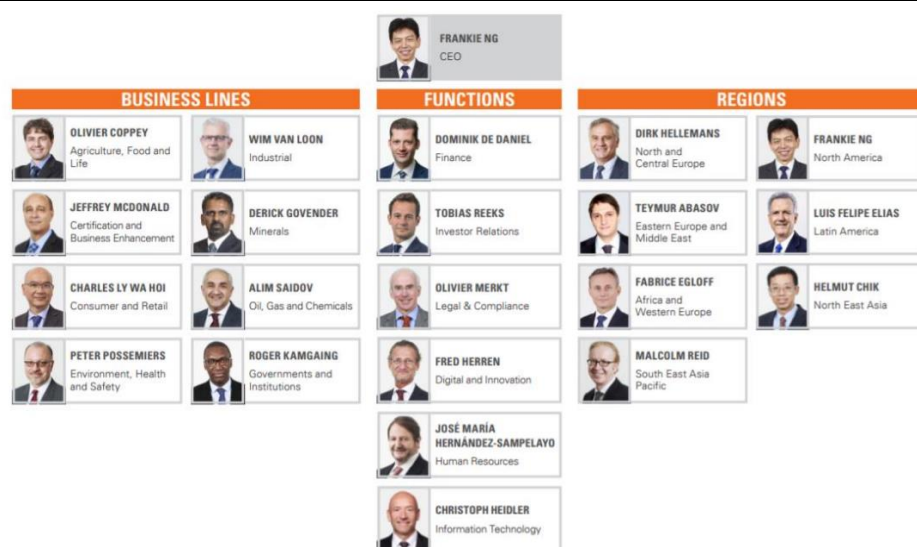 FRANKIE NG
CEO
BUSINESS LINES
OLIVIER COPPEY
Agriculture, Food and
Life
WIM VAN LOON
Industrial
JEFFREY MCDONALD
Certification and
Business Enhancement
DERICK GOVENDER
Minerals
CHARLES LY WA HOI
Consumer and Retail
ALIM SAIDOV
Oil, Gas and Chemicals
PETER POSSEMIERS
Environment, Health
and Safety
ROGER KAMGAING
Governments and
Institutions
FUNCTIONS
DOMINIK DE DANIEL
Finance
TOBIAS REEKS
Investor Relations
OLIVIER MERKT
Legal & Compliance
FRED HERREN
Digital and Innovation
JOSÉ MARÍA
HERNÁNDEZ-SAMPELAYO
Human Resources
CHRISTOPH HEIDLER
Information Technology
REGIONS
DIRK HELLEMANS
North and
Central Europe
FRANKIE NG
North America
TEYMUR ABASOV
Eastern Europe and
Middle East
LUIS FELIPE ELIAS
Latin America
FABRICE EGLOFF
Africa and
Western Europe
HELMUT CHIK
North East Asia
MALCOLM REID
South East Asia
Pacific